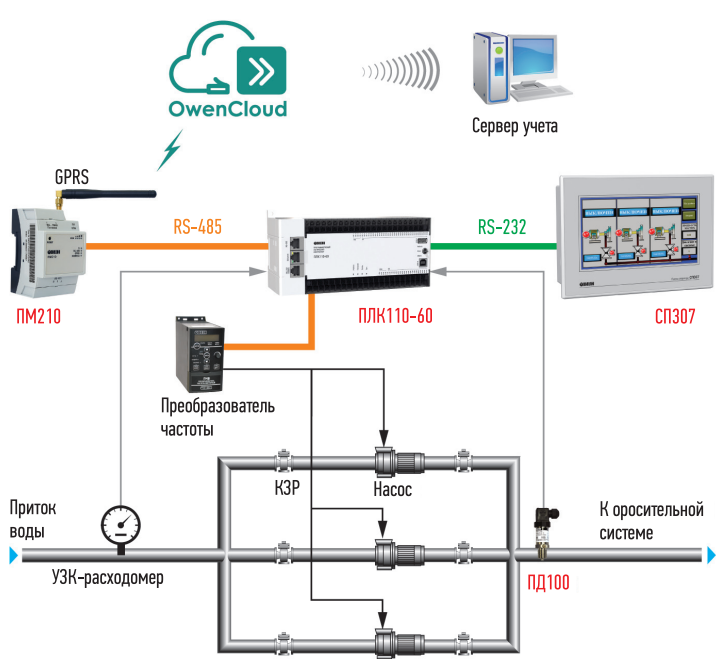 OwenCloud
Сервер учета
GPRS
RS-485
RS-232
ПМ210
ПЛК110-60
СП307
Преобразователь
частоты
КЗР
Насос
Приток
воды
К оросительной
системе
УЗК-расходомер
ПД100